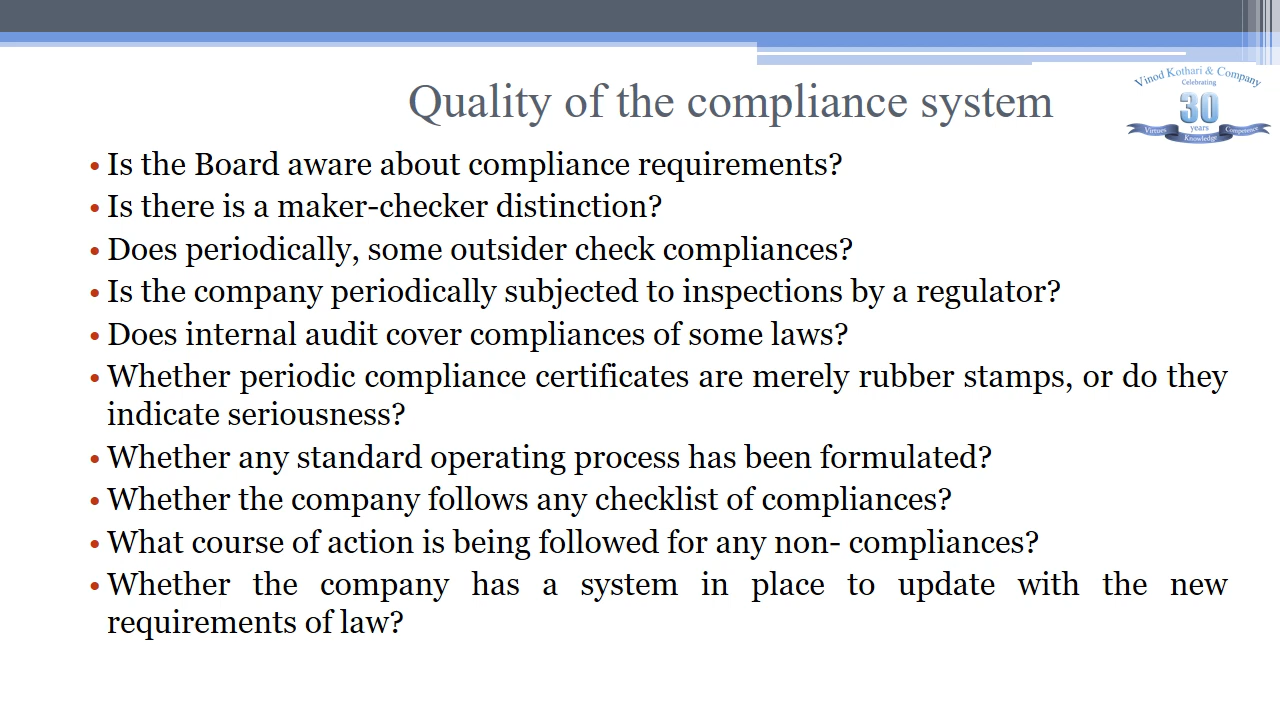 Quality of the compliance system
Vinod Kothari & Company
Celebrating
30
years
Virtues
Knowledge
Competence
• Is the Board aware about compliance requirements?
• Is there is a maker-checker distinction?
• Does periodically, some outsider check compliances?
• Is the company periodically subjected to inspections by a regulator?
• Does internal audit cover compliances of some laws?
• Whether periodic compliance certificates are merely rubber stamps, or do they
indicate seriousness?
• Whether any standard operating process has been formulated?
• Whether the company follows any checklist of compliances?
• What course of action is being followed for any non- compliances?
• Whether the company has a system in place to update with the new
requirements of law?